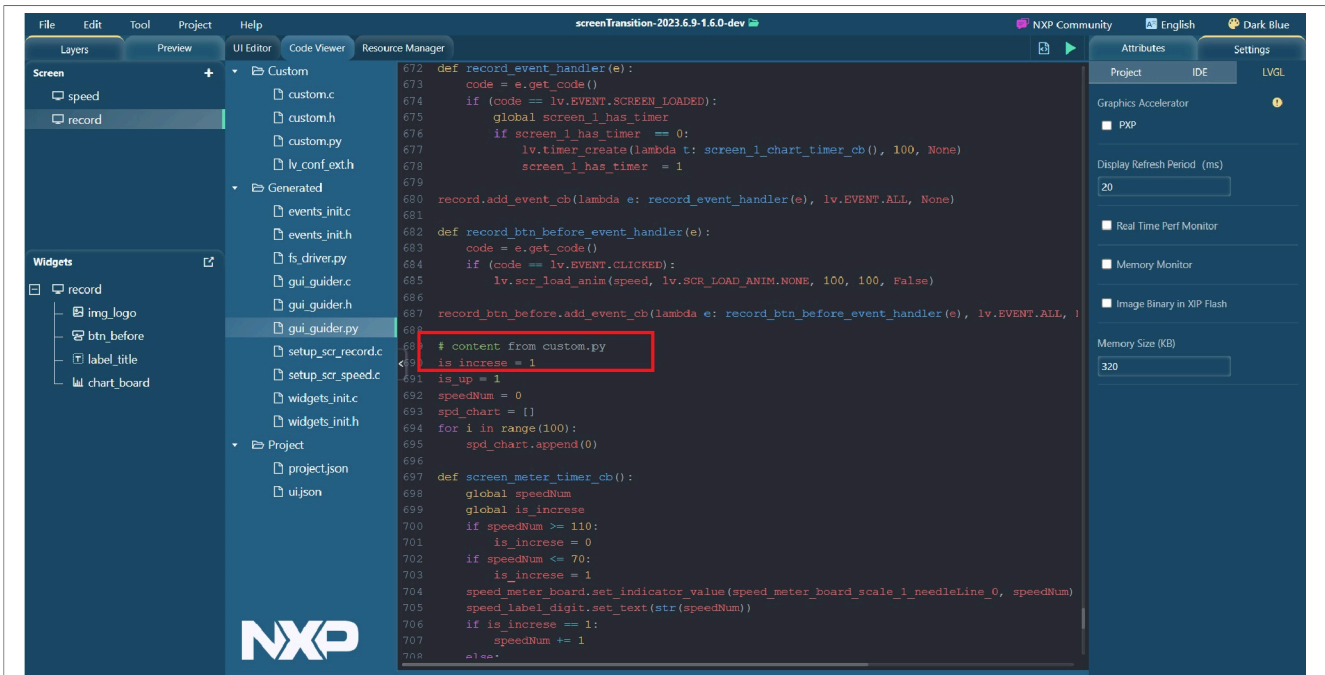 File Edit Tool Project Help screenTransition-2023.6.9-1.6.0-dev NXP Community English Dark Blue
Layers Preview UI Editor Code Viewer Resource Manager Attributes Settings
Screen +
speed
record
Widgets
record
img_logo
btn_before
label_title
chart_board
Custom
custom.c
custom.h
custom.py
lv_conf_ext.h
Generated
events_init.c
events_init.h
fs_driver.py
gui_guider.c
gui_guider.h
gui_guider.py
setup_scr_record.c
setup_scr_speed.c
widgets_init.c
widgets_init.h
Project
project.json
ui.json
NXP
672 def record_event_handler(e):
673 code = e.get_code()
674 if (code == lv.EVENT.SCREEN_LOADED):
675 global screen_1_has_timer
676 if screen_1_has_timer == 0:
677 lv.timer_create(lambda t: screen_1_chart_timer_cb(), 100, None)
678 screen_1_has_timer = 1
679
680 record.add_event_cb(lambda e: record_event_handler(e), lv.EVENT.ALL, None)
681
682 def record_btn_before_event_handler(e):
683 code = e.get_code()
684 if (code == lv.EVENT.CLICKED):
685 lv.scr_load_anim(speed, lv.SCR_LOAD_ANIM.NONE, 100, 100, False)
686
687 record_btn_before.add_event_cb(lambda e: record_btn_before_event_handler(e), lv.EVENT.ALL,
688
689 # content from custom.py
690 is_increse = 1
691 is_up = 1
692 speedNum = 0
693 spd_chart = []
694 for i in range(100):
695 spd_chart.append(0)
696
697 def screen_meter_timer_cb():
698 global speedNum
699 global is_increse
700 if speedNum >= 110:
701 is_increse = 0
702 if speedNum <= 70:
703 is_increse = 1
704 speed_meter_board.set_indicator_value(speed_meter_board_scale_1_needleLine_0, speedNum)
705 speed_label_digit.set_text(str(speedNum))
706 if is_increse == 1:
707 speedNum += 1
708 else:
Project IDE LVGL
Graphics Accelerator
PXP
Display Refresh Period (ms)
20
Real Time Perf Monitor
Memory Monitor
Image Binary in XIP Flash
Memory Size (KB)
320